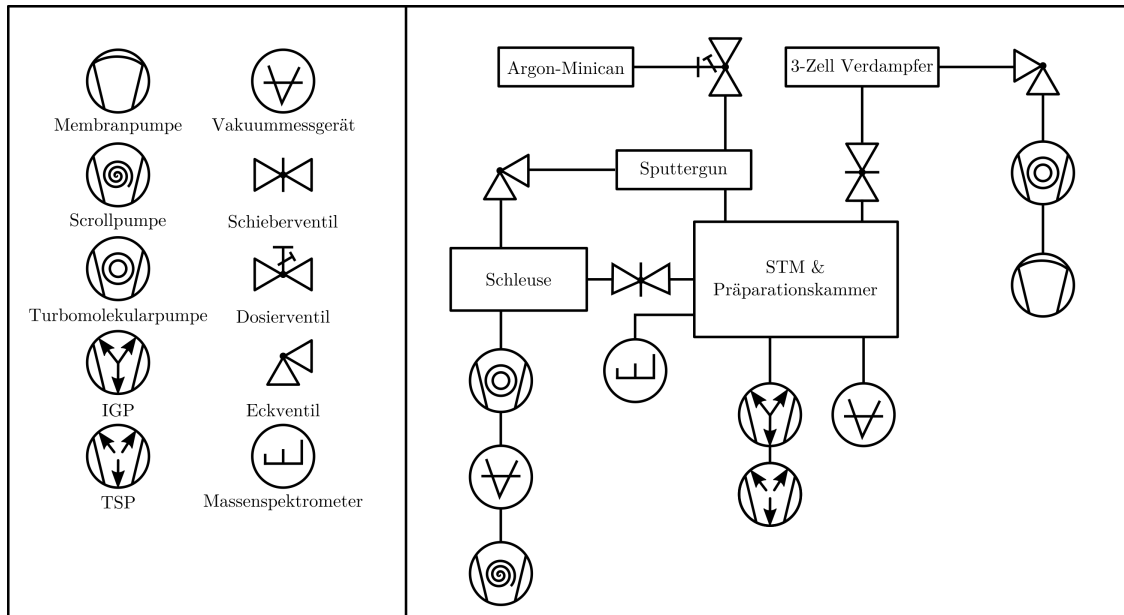 Membranpumpe
Vakuummessgerät
Scrollpumpe
Schieberventil
Turbomolekularpumpe
Dosierventil
IGP
Eckventil
TSP
Massenspektrometer
Argon-Minican
3-Zell Verdampfer
Sputtergun
Schleuse
STM &
Präparationskammer